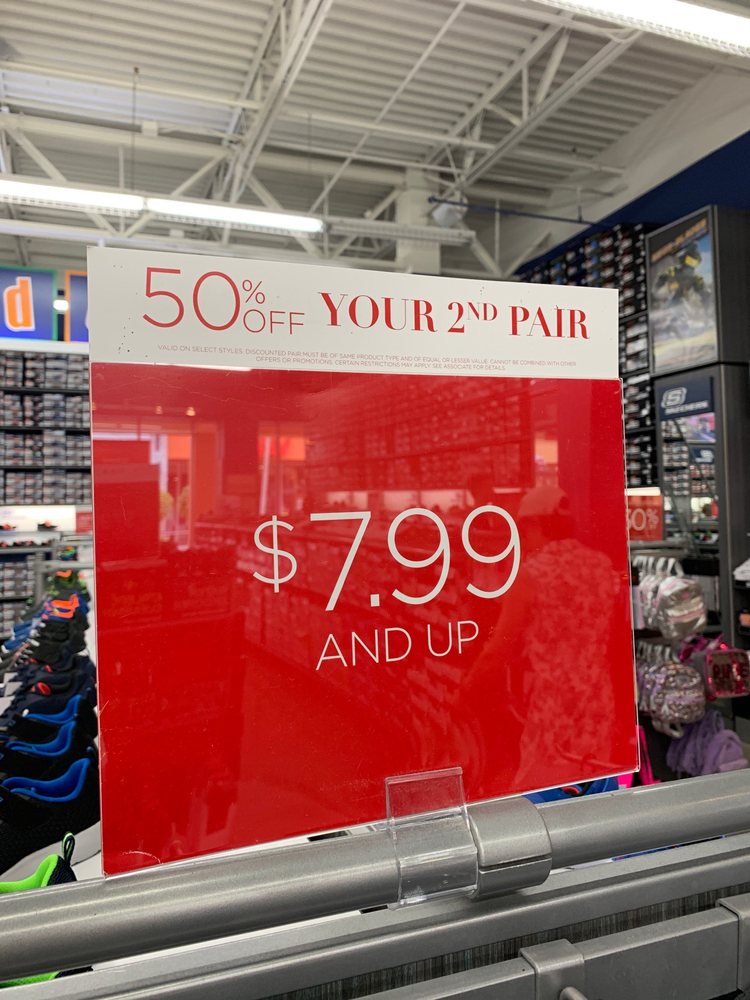 50% OFF YOUR 2ND PAIR
VALID ON SELECT STYLES. DISCOUNTED PAIR MUST BE OF SAME PRODUCT TYPE AND OF EQUAL OR LESSER VALUE. CANNOT BE COMBINED WITH OTHER
OFFERS OR PROMOTIONS. CERTAIN RESTRICTIONS MAY APPLY. SEE ASSOCIATE FOR DETAILS.
$7.99
AND UP
d
SKECHERS
50%